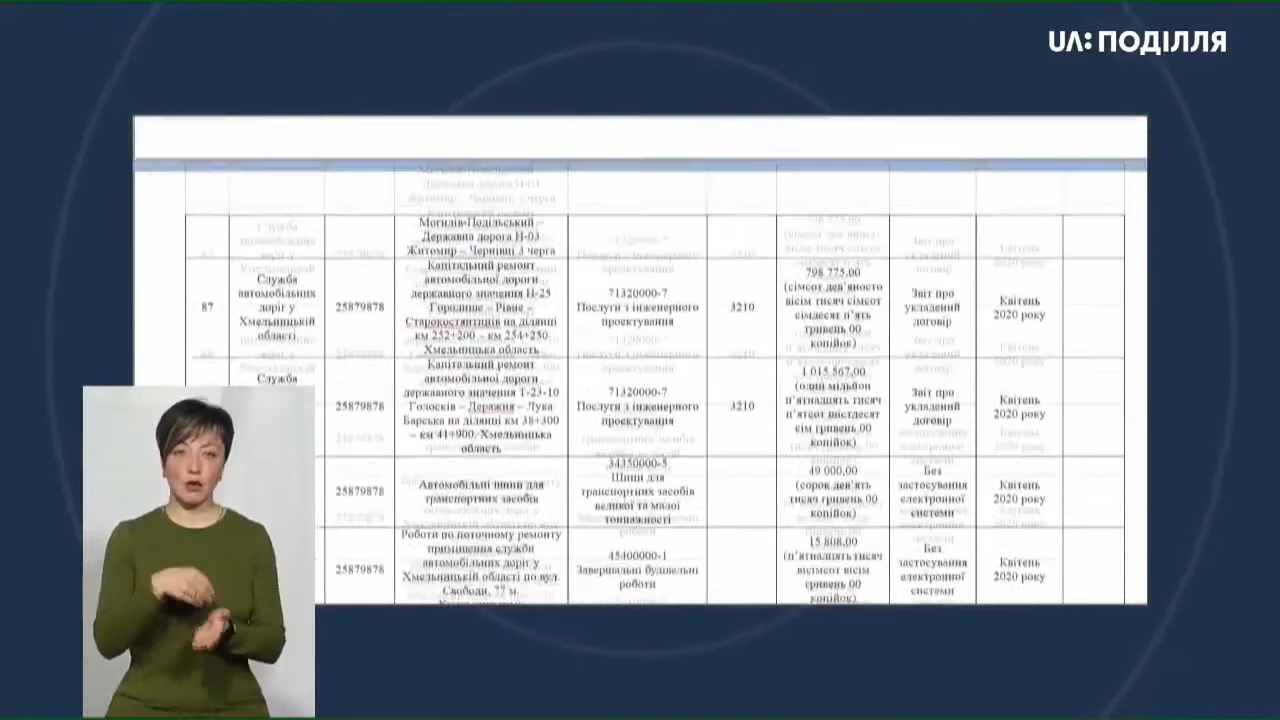 UA: ПОДІЛЛЯ
Могилів-Подільський –
Державна дорога Н-03
Житомир – Чернівці 3 черга
87
Служба
автомобільних
доріг у
Хмельницькій
області
25879878
Капітальний ремонт
автомобільної дороги
державного значення Н-25
Городище – Рівне –
Старокостянтинів на ділянці
км 252+200 – км 254+250,
Хмельницька область
71320000-7
Послуги з інженерного
проектування
3210
798 775,00
(сімсот дев'яносто
вісім тисяч сімсот
сімдесят п'ять
гривень 00
копійок)
Звіт про
укладений
договір
Квітень
2020 року
Служба
25879878
Капітальний ремонт
автомобільної дороги
державного значення Т-23-10
Голосків – Деражня – Лука
Барська на ділянці км 38+300
– км 41+900, Хмельницька
область
71320000-7
Послуги з інженерного
проектування
3210
1 015 567,00
(один мільйон
п'ятнадцять тисяч
п'ятсот шістдесят
сім гривень 00
копійок)
Звіт про
укладений
договір
Квітень
2020 року
25879878
Автомобільні шини для
транспортних засобів
34350000-5
Шини для
транспортних засобів
великої та малої
тоннажності
49 000,00
(сорок дев'ять
тисяч гривень 00
копійок)
Без
застосування
електронної
системи
Квітень
2020 року
25879878
Роботи по поточному ремонту
приміщення служби
автомобільних доріг у
Хмельницькій області по вул.
Свободи, 77 м.
45400000-1
Завершальні будівельні
роботи
15 808,00
(п'ятнадцять тисяч
вісімсот вісім
гривень 00
копійок)
Без
застосування
електронної
системи
Квітень
2020 року